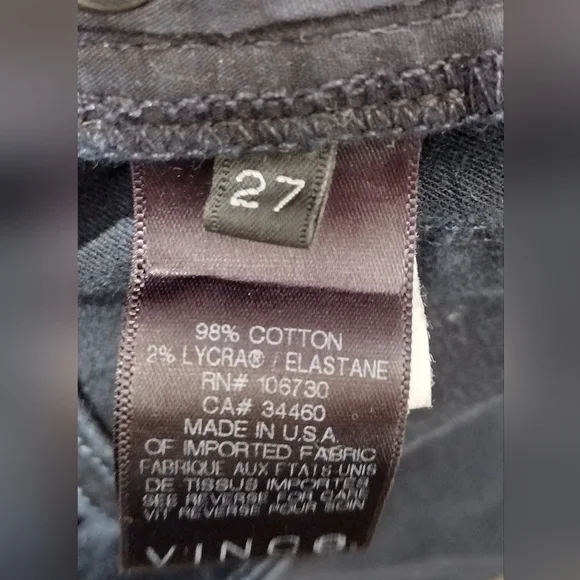 27
98% COTTON
2% LYCRA® / ELASTANE
RN# 106730
CA# 34460
MADE IN U.S.A.
OF IMPORTED FABRIC
FABRIQUE AUX ETATS-UNIS
DE TISSUS IMPORTES
SEE REVERSE FOR CARE
VIT REVERSE POUR SOIN
VINCE